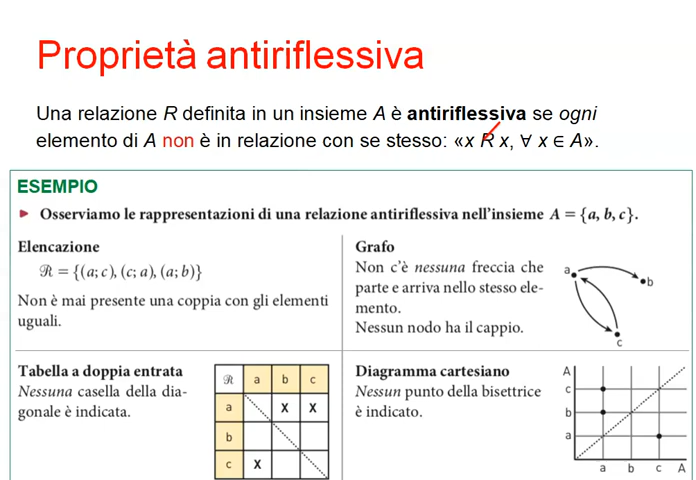 Proprietà antiriflessiva
Una relazione R definita in un insieme A è antiriflessiva se ogni
elemento di A non è in relazione con se stesso: «x R̸ x, ∀ x ∈ A».
ESEMPIO
► Osserviamo le rappresentazioni di una relazione antiriflessiva nell'insieme A = {a, b, c}.
Elencazione
ℛ = {(a; c), (c; a), (a; b)}
Non è mai presente una coppia con gli elementi
uguali.
Grafo
Non c'è nessuna freccia che
parte e arriva nello stesso ele-
mento.
Nessun nodo ha il cappio.
a
b
c
Tabella a doppia entrata
Nessuna casella della dia-
gonale è indicata.
ℛ a b c
a X X
b
c X
Diagramma cartesiano
Nessun punto della bisettrice
è indicato.
A
c
b
a
a b c A